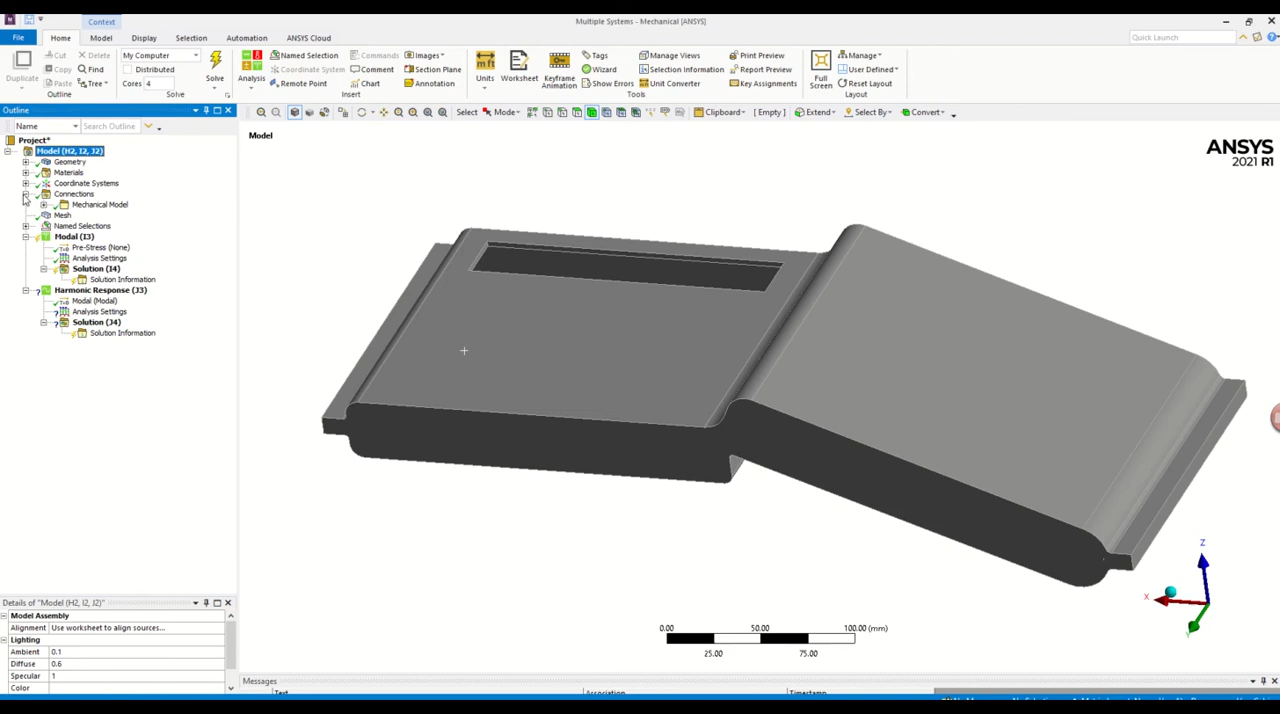 Context
Multiple Systems - Mechanical [ANSYS]
File
Home
Model
Display
Selection
Automation
ANSYS Cloud
Quick Launch
Duplicate
Cut
Delete
Copy
Find
Paste
Tree
Outline
My Computer
Distributed
Cores 4
Solve
Solve
Analysis
Named Selection
Coordinate System
Remote Point
Commands
Comment
Chart
Images
Section Plane
Annotation
Insert
Units
Worksheet
Keyframe
Animation
Tags
Wizard
Show Errors
Manage Views
Selection Information
Unit Converter
Print Preview
Report Preview
Key Assignments
Tools
Full
Screen
Manage
User Defined
Reset Layout
Layout
Outline
Name
Search Outline
Select
Mode
Clipboard
[ Empty ]
Extend
Select By
Convert
Project*
Model (H2, I2, J2)
Geometry
Materials
Coordinate Systems
Connections
Mechanical Model
Mesh
Named Selections
Modal (I3)
Pre-Stress (None)
Analysis Settings
Solution (I4)
Solution Information
Harmonic Response (J3)
Modal (Modal)
Analysis Settings
Solution (J4)
Solution Information
Model
ANSYS
2021 R1
Z
X
Y
0.00
50.00
100.00 (mm)
25.00
75.00
Details of "Model (H2, I2, J2)"
Model Assembly
Alignment Use worksheet to align sources...
Lighting
Ambient 0.1
Diffuse 0.6
Specular 1
Color
Messages
Text
Association
Timestamp